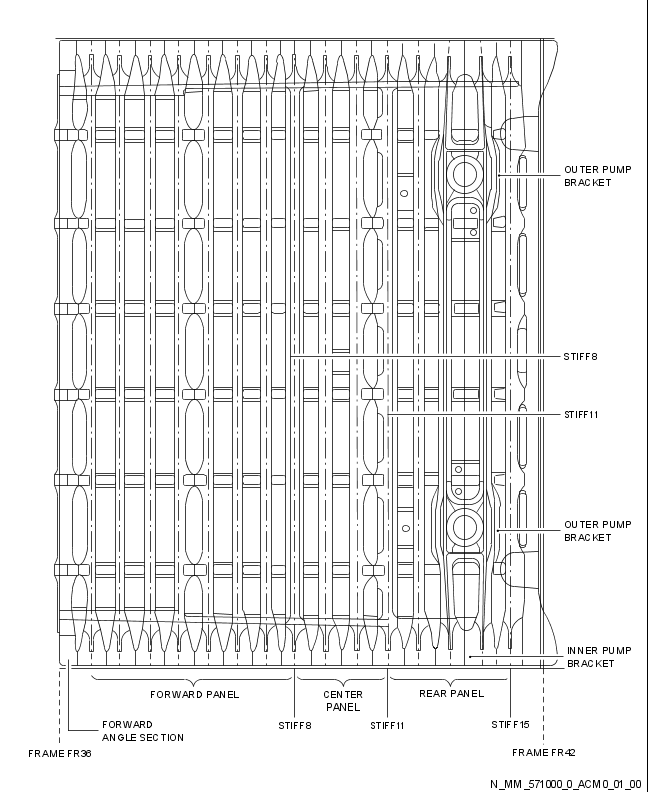 OUTER PUMP
BRACKET
STIFF8
STIFF11
OUTER PUMP
BRACKET
INNER PUMP
BRACKET
FORWARD PANEL
CENTER
PANEL
REAR PANEL
STIFF8
STIFF11
STIFF15
FORWARD
ANGLE SECTION
FRAME FR36
FRAME FR42
N_MM_571000_0_ACM0_01_00